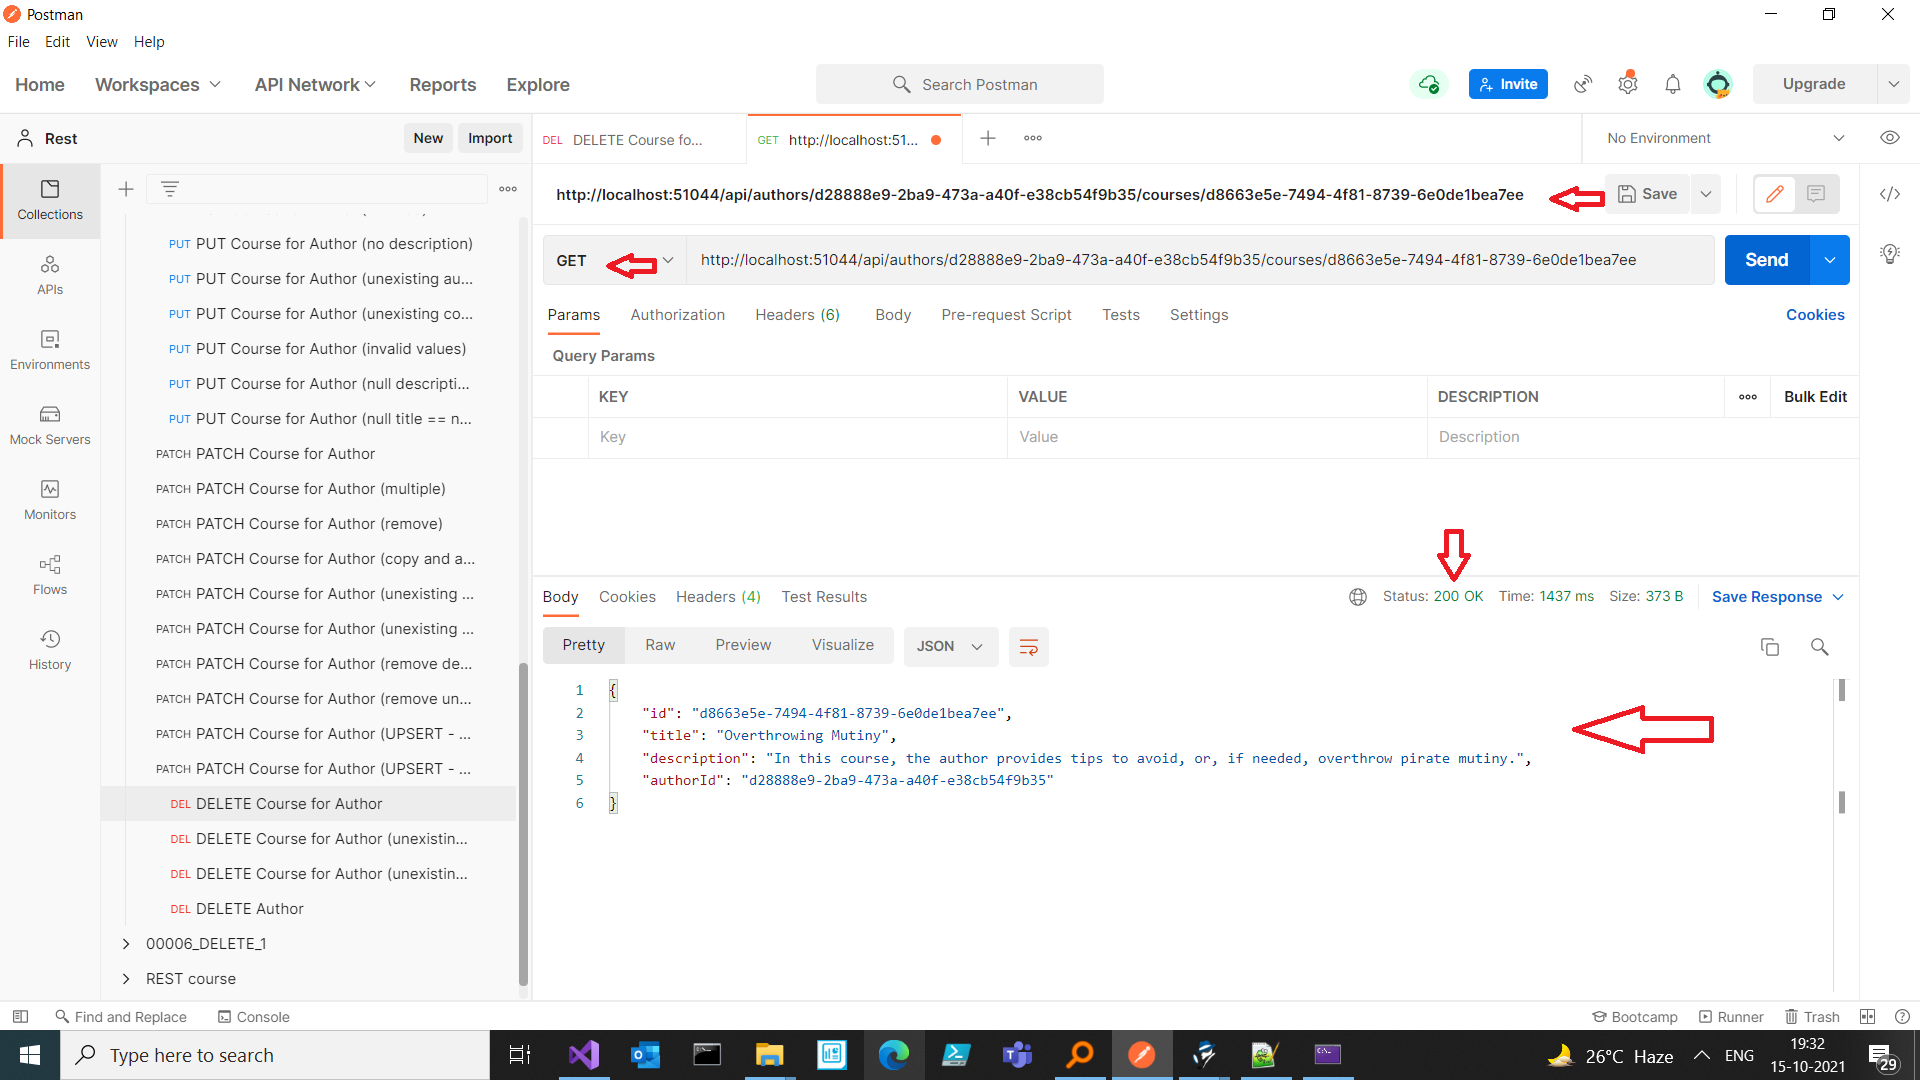 Postman
File Edit View Help
Home Workspaces API Network Reports Explore Search Postman Invite Upgrade
Rest New Import DEL DELETE Course fo... GET http://localhost:51... No Environment
Collections
APIs
Environments
Mock Servers
Monitors
Flows
History
PUT PUT Course for Author (no description)
PUT PUT Course for Author (unexisting au...
PUT PUT Course for Author (unexisting co...
PUT PUT Course for Author (invalid values)
PUT PUT Course for Author (null descripti...
PUT PUT Course for Author (null title == n...
PATCH PATCH Course for Author
PATCH PATCH Course for Author (multiple)
PATCH PATCH Course for Author (remove)
PATCH PATCH Course for Author (copy and a...
PATCH PATCH Course for Author (unexisting ...
PATCH PATCH Course for Author (unexisting ...
PATCH PATCH Course for Author (remove de...
PATCH PATCH Course for Author (remove un...
PATCH PATCH Course for Author (UPSERT - ...
PATCH PATCH Course for Author (UPSERT - ...
DEL DELETE Course for Author
DEL DELETE Course for Author (unexistin...
DEL DELETE Course for Author (unexistin...
DEL DELETE Author
00006_DELETE_1
REST course
http://localhost:51044/api/authors/d28888e9-2ba9-473a-a40f-e38cb54f9b35/courses/d8663e5e-7494-4f81-8739-6e0de1bea7ee Save
GET http://localhost:51044/api/authors/d28888e9-2ba9-473a-a40f-e38cb54f9b35/courses/d8663e5e-7494-4f81-8739-6e0de1bea7ee Send
Params Authorization Headers (6) Body Pre-request Script Tests Settings Cookies
Query Params
KEY VALUE DESCRIPTION Bulk Edit
Key Value Description
Body Cookies Headers (4) Test Results Status: 200 OK Time: 1437 ms Size: 373 B Save Response
Pretty Raw Preview Visualize JSON
1 {
2 "id": "d8663e5e-7494-4f81-8739-6e0de1bea7ee",
3 "title": "Overthrowing Mutiny",
4 "description": "In this course, the author provides tips to avoid, or, if needed, overthrow pirate mutiny.",
5 "authorId": "d28888e9-2ba9-473a-a40f-e38cb54f9b35"
6 }
Find and Replace Console Bootcamp Runner Trash
Type here to search 26°C Haze ENG 19:32
15-10-2021 29